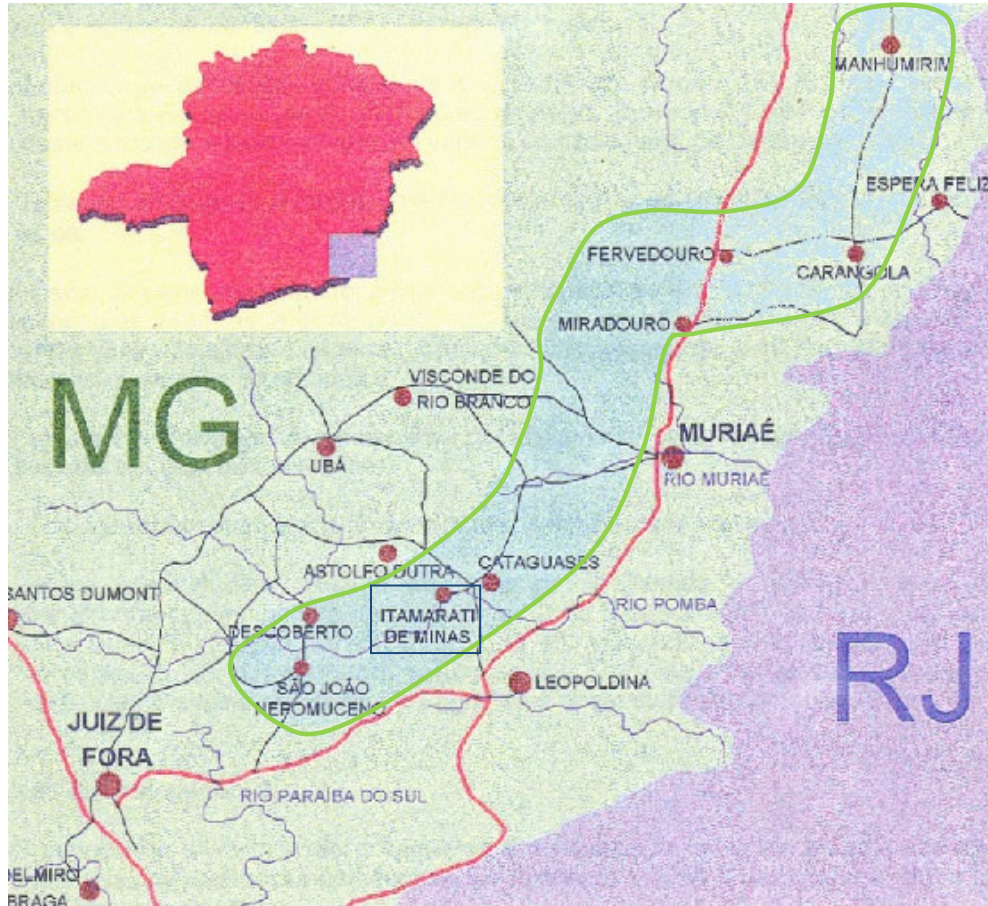 MANHUMIRIM
ESPERA FELIZ
FERVEDOURO
CARANGOLA
MIRADOURO
VISCONDE DO
RIO BRANCO
MG
MURIAÉ
UBÁ
RIO MURIAÉ
CATAGUASES
ASTOLFO DUTRA
SANTOS DUMONT
ITAMARATI
DE MINAS
RIO POMBA
DESCOBERTO
RJ
SÃO JOÃO
NEPOMUCENO
LEOPOLDINA
JUIZ DE
FORA
RIO PARAÍBA DO SUL
BELMIRO
BRAGA